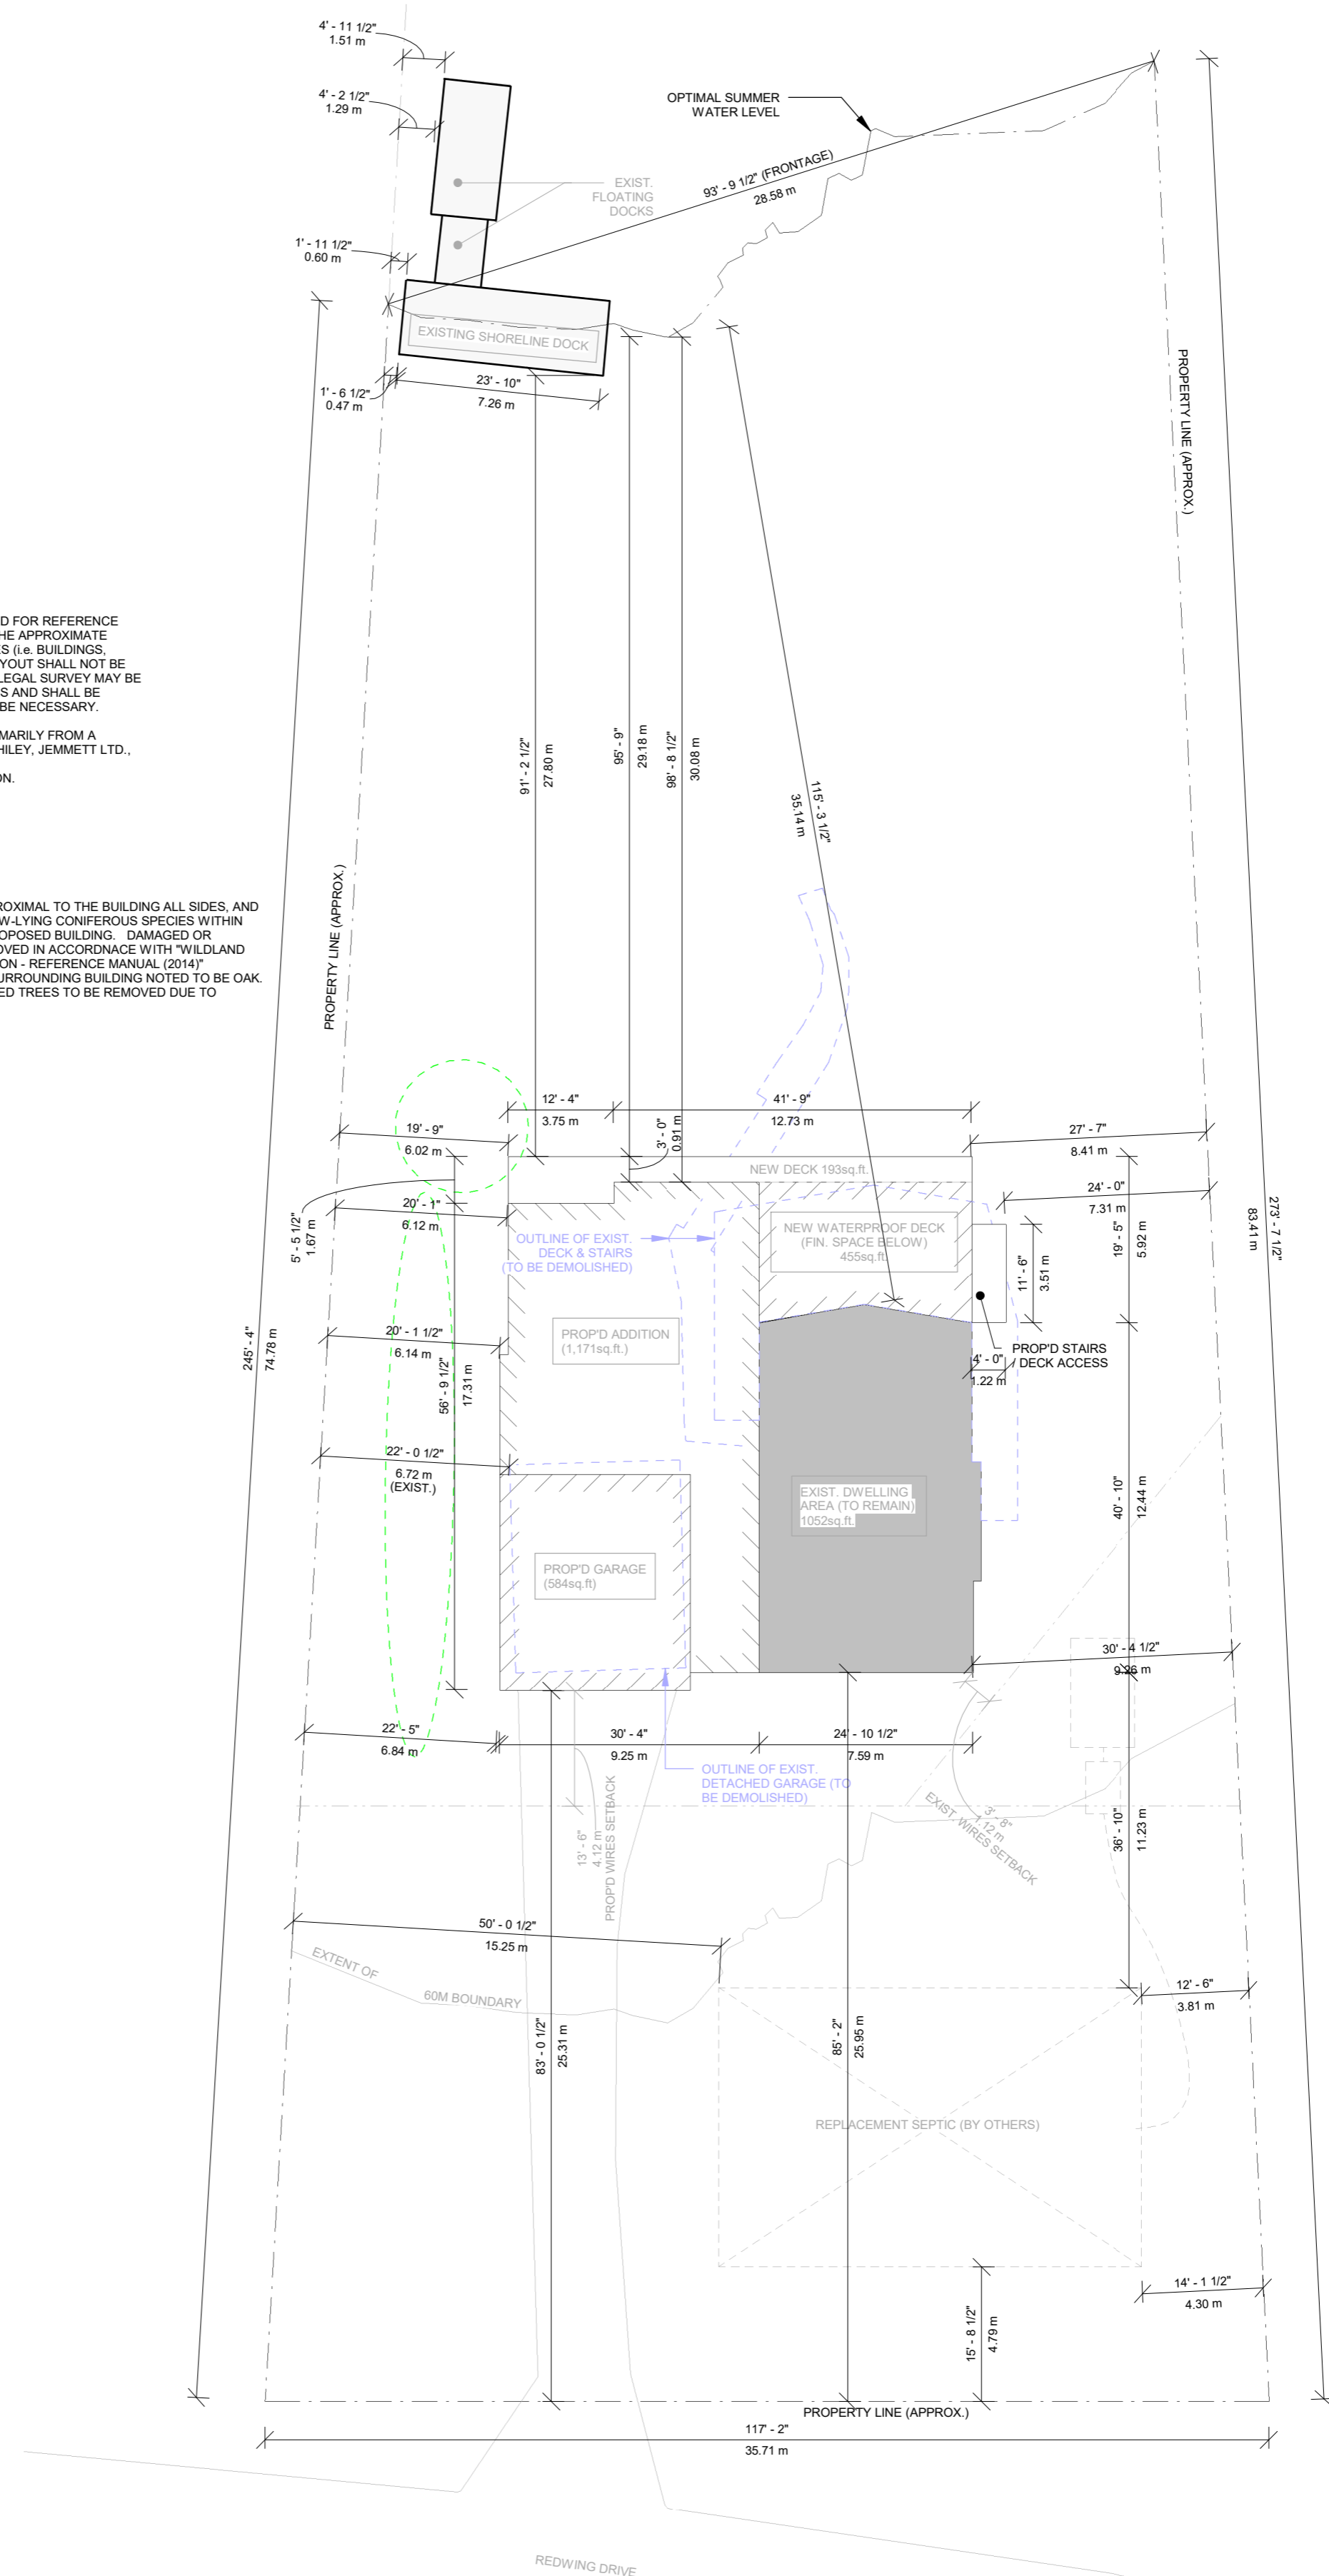 4' - 11 1/2"
1.51 m
4' - 2 1/2"
1.29 m
OPTIMAL SUMMER
WATER LEVEL
EXIST.
FLOATING
DOCKS
93' - 9 1/2" (FRONTAGE)
28.58 m
1' - 11 1/2"
0.60 m
EXISTING SHORELINE DOCK
1' - 6 1/2"
0.47 m
23' - 10"
7.26 m
PROPERTY LINE (APPROX.)
D FOR REFERENCE
HE APPROXIMATE
S (i.e. BUILDINGS,
YOUT SHALL NOT BE
LEGAL SURVEY MAY BE
S AND SHALL BE
BE NECESSARY.
MARILY FROM A
HILEY, JEMMETT LTD.,
ON.
91' - 2 1/2"
27.80 m
95' - 9"
29.18 m
98' - 8 1/2"
30.08 m
115' - 3 1/2"
35.14 m
PROPERTY LINE (APPROX.)
ROXIMAL TO THE BUILDING ALL SIDES, AND
W-LYING CONIFEROUS SPECIES WITHIN
OPOSED BUILDING. DAMAGED OR
OVED IN ACCORDNACE WITH "WILDLAND
ON - REFERENCE MANUAL (2014)"
SURROUNDING BUILDING NOTED TO BE OAK.
ED TREES TO BE REMOVED DUE TO
12' - 4"
3.75 m
41' - 9"
12.73 m
19' - 9"
6.02 m
3' - 0"
0.91 m
27' - 7"
8.41 m
NEW DECK 193sq.ft.
24' - 0"
7.31 m
20' - 1"
6.12 m
5' - 5 1/2"
1.67 m
OUTLINE OF EXIST.
DECK & STAIRS
(TO BE DEMOLISHED)
NEW WATERPROOF DECK
(FIN. SPACE BELOW)
455sq.ft.
11' - 6"
3.51 m
19' - 5"
5.92 m
273' - 7 1/2"
83.41 m
245' - 4"
74.78 m
20' - 1 1/2"
6.14 m
PROP'D ADDITION
(1,171sq.ft.)
PROP'D STAIRS
/ DECK ACCESS
4' - 0"
1.22 m
56' - 9 1/2"
17.31 m
22' - 0 1/2"
6.72 m
(EXIST.)
EXIST. DWELLING
AREA (TO REMAIN)
1052sq.ft.
40' - 10"
12.44 m
PROP'D GARAGE
(584sq.ft)
30' - 4 1/2"
9.26 m
22' - 5"
6.84 m
30' - 4"
9.25 m
24' - 10 1/2"
7.59 m
OUTLINE OF EXIST.
DETACHED GARAGE (TO
BE DEMOLISHED)
13' - 6"
4.12 m
PROP'D WIRES SETBACK
3' - 8"
1.12 m
EXIST. WIRES SETBACK
36' - 10"
11.23 m
50' - 0 1/2"
15.25 m
EXTENT OF
60M BOUNDARY
12' - 6"
3.81 m
83' - 0 1/2"
25.31 m
85' - 2"
25.95 m
REPLACEMENT SEPTIC (BY OTHERS)
14' - 1 1/2"
4.30 m
15' - 8 1/2"
4.79 m
PROPERTY LINE (APPROX.)
117' - 2"
35.71 m
REDWING DRIVE